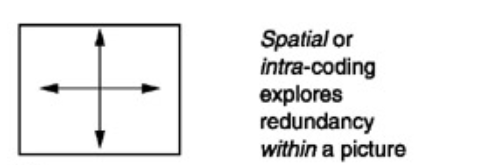 Spatial or
intra-coding
explores
redundancy
within a picture